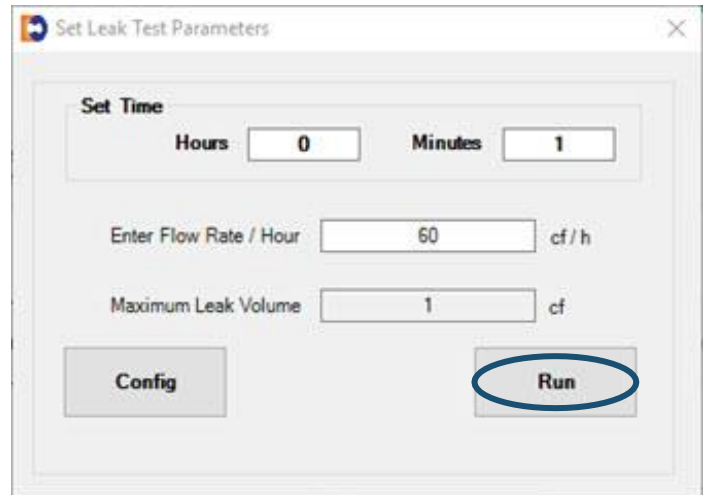 Set Leak Test Parameters
Set Time
Hours 0 Minutes 1
Enter Flow Rate / Hour 60 cf / h
Maximum Leak Volume 1 cf
Config Run